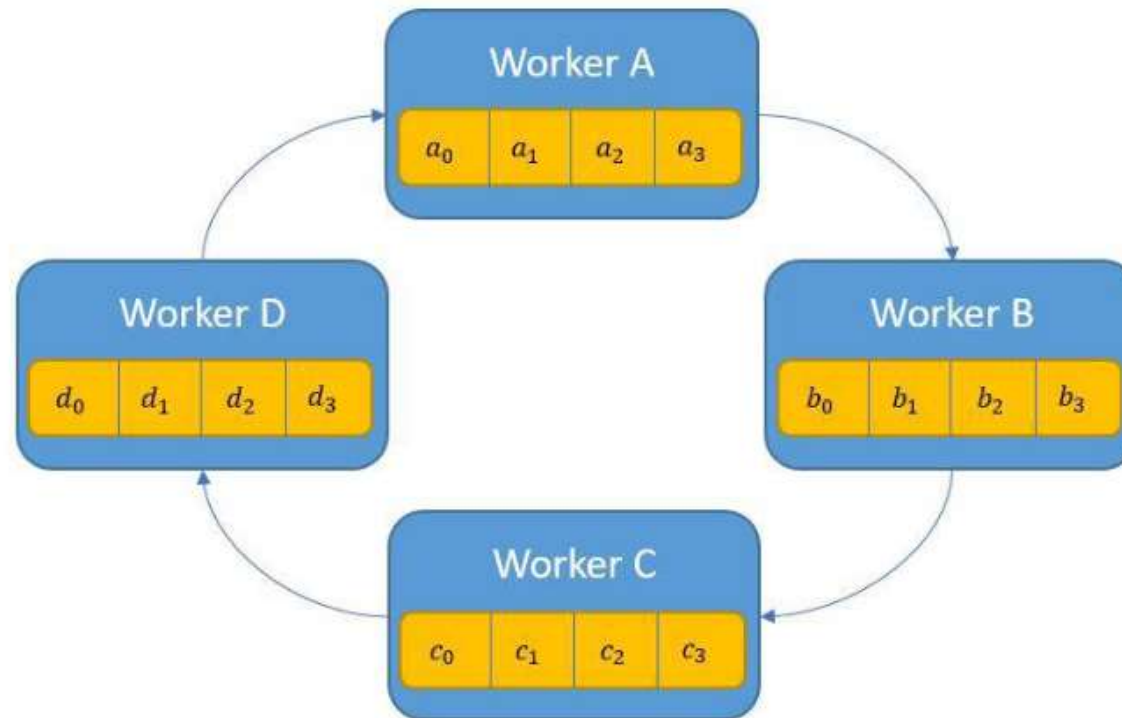 Worker A
a₀ a₁ a₂ a₃
Worker D
d₀ d₁ d₂ d₃
Worker B
b₀ b₁ b₂ b₃
Worker C
c₀ c₁ c₂ c₃